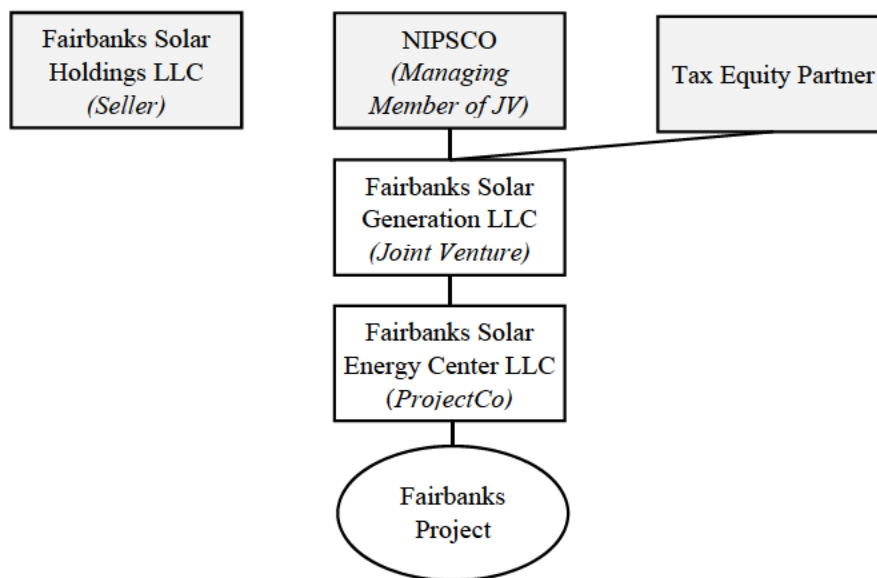 Fairbanks Solar
Holdings LLC
(Seller)
NIPSCO
(Managing
Member of JV)
Tax Equity Partner
Fairbanks Solar
Generation LLC
(Joint Venture)
Fairbanks Solar
Energy Center LLC
(ProjectCo)
Fairbanks
Project